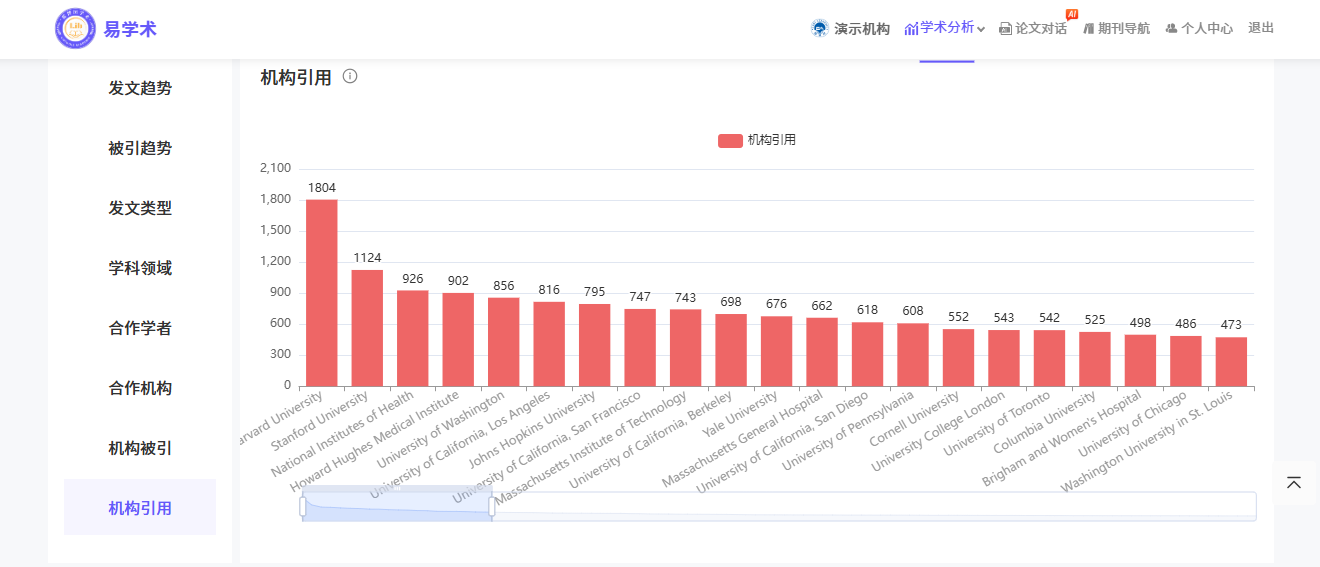 易学术
演示机构
学术分析
论文对话
AI
期刊导航
个人中心
退出
发文趋势
被引趋势
发文类型
学科领域
合作学者
合作机构
机构被引
机构引用
机构引用
机构引用
2,100
1,800
1,500
1,200
900
600
300
0
1804
1124
926
902
856
816
795
747
743
698
676
662
618
608
552
543
542
525
498
486
473
arvard University
Stanford University
National Institutes of Health
Howard Hughes Medical Institute
University of Washington
University of California, Los Angeles
Johns Hopkins University
University of California, San Francisco
Massachusetts Institute of Technology
University of California, Berkeley
Yale University
Massachusetts General Hospital
University of California, San Diego
University of Pennsylvania
Cornell University
University College London
University of Toronto
Columbia University
Brigham and Women's Hospital
University of Chicago
Washington University in St. Louis